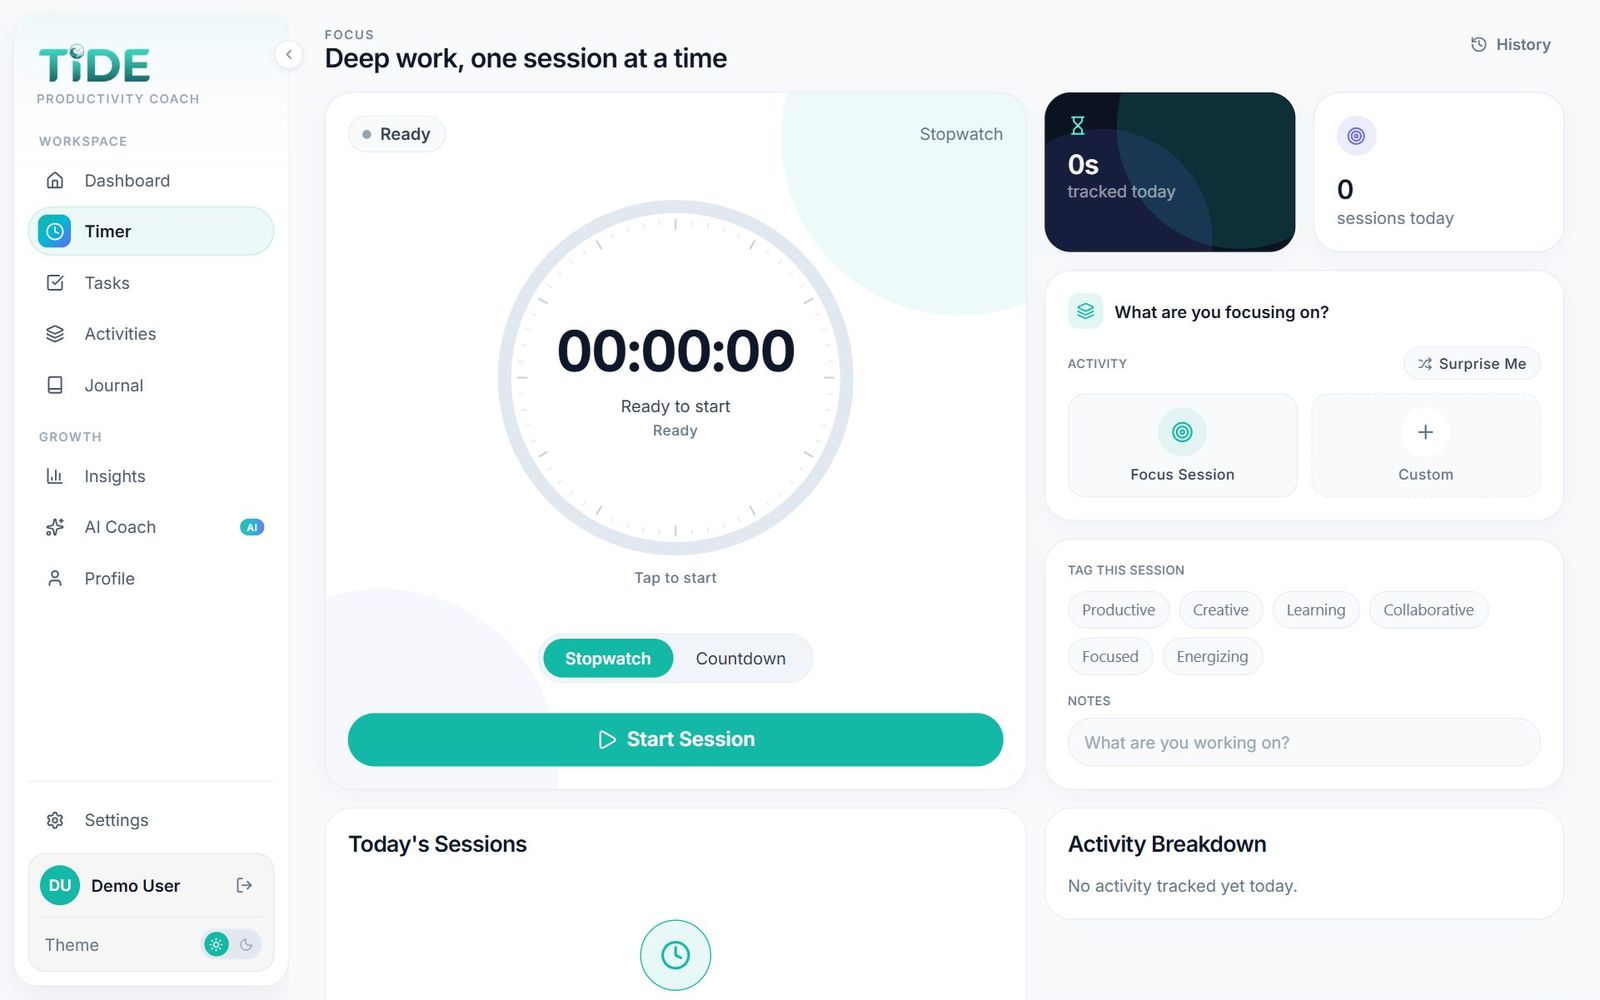 TiDE
PRODUCTIVITY COACH
WORKSPACE
Dashboard
Timer
Tasks
Activities
Journal
GROWTH
Insights
AI Coach
AI
Profile
Settings
DU
Demo User
Theme
FOCUS
Deep work, one session at a time
History
Ready
Stopwatch
00:00:00
Ready to start
Ready
Tap to start
Stopwatch
Countdown
Start Session
0s
tracked today
0
sessions today
What are you focusing on?
ACTIVITY
Surprise Me
Focus Session
Custom
TAG THIS SESSION
Productive
Creative
Learning
Collaborative
Focused
Energizing
NOTES
What are you working on?
Today's Sessions
Activity Breakdown
No activity tracked yet today.